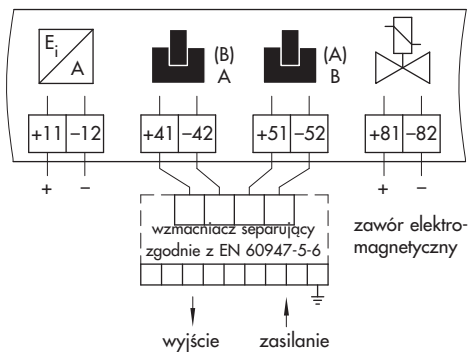 Ei
A
(B)
A
(A)
B
+11 –12 +41 –42 +51 –52 +81 –82
+ – + –
wzmacniacz separujący
zgodnie z EN 60947-5-6
zawór elektro-
magnetyczny
wyjście zasilanie